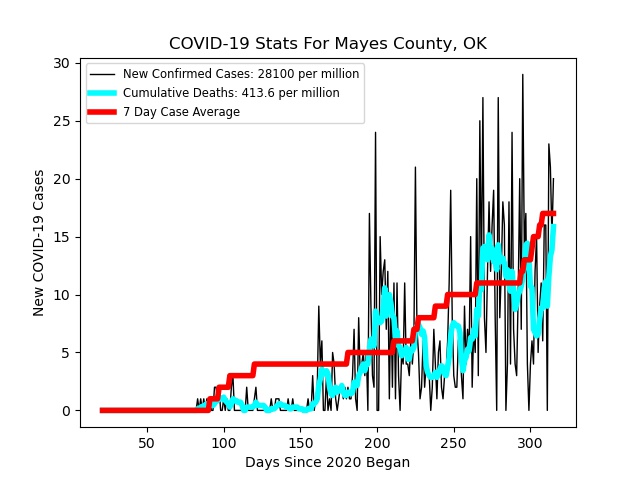 COVID-19 Stats For Mayes County, OK
New Confirmed Cases: 28100 per million
Cumulative Deaths: 413.6 per million
7 Day Case Average
New COVID-19 Cases
30
25
20
15
10
5
0
50 100 150 200 250 300
Days Since 2020 Began